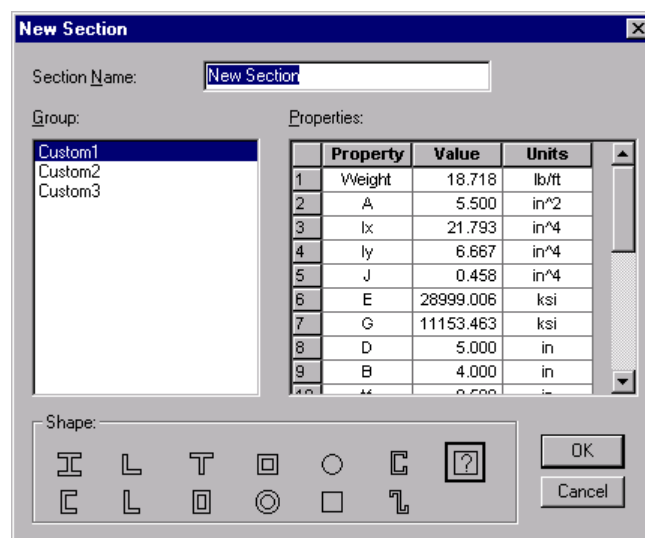 New Section
Section Name: New Section
Group:
Properties:
Custom1
Custom2
Custom3
Property Value Units
1 Weight 18.718 lb/ft
2 A 5.500 in^2
3 Ix 21.793 in^4
4 Iy 6.667 in^4
5 J 0.458 in^4
6 E 28999.006 ksi
7 G 11153.463 ksi
8 D 5.000 in
9 B 4.000 in
Shape:
?
OK
Cancel